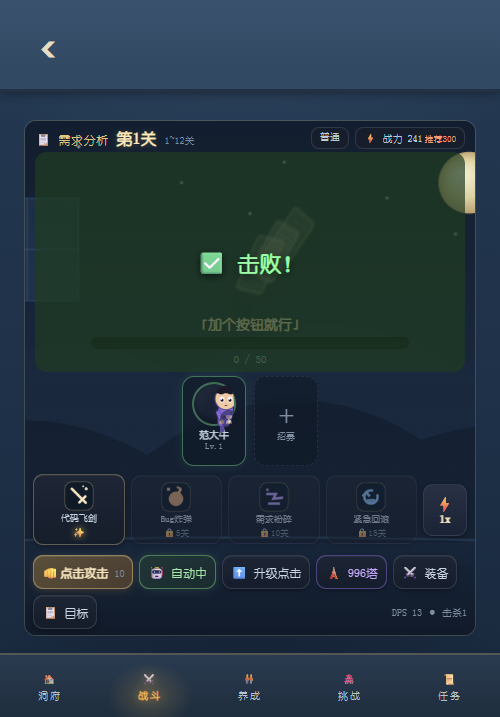 需求分析 第1关 1~12关 普通 战力 241 推荐300
击败!
「加个按钮就行」
0 / 50
范大牛 招募
Lv.1
代码飞剑 Bug炸弹 需求粉碎 紧急回滚 1x
5关 10关 15关
点击攻击 10 自动中 升级点击 996塔 装备
目标 DPS 13 击杀1
洞府 战斗 养成 挑战 任务